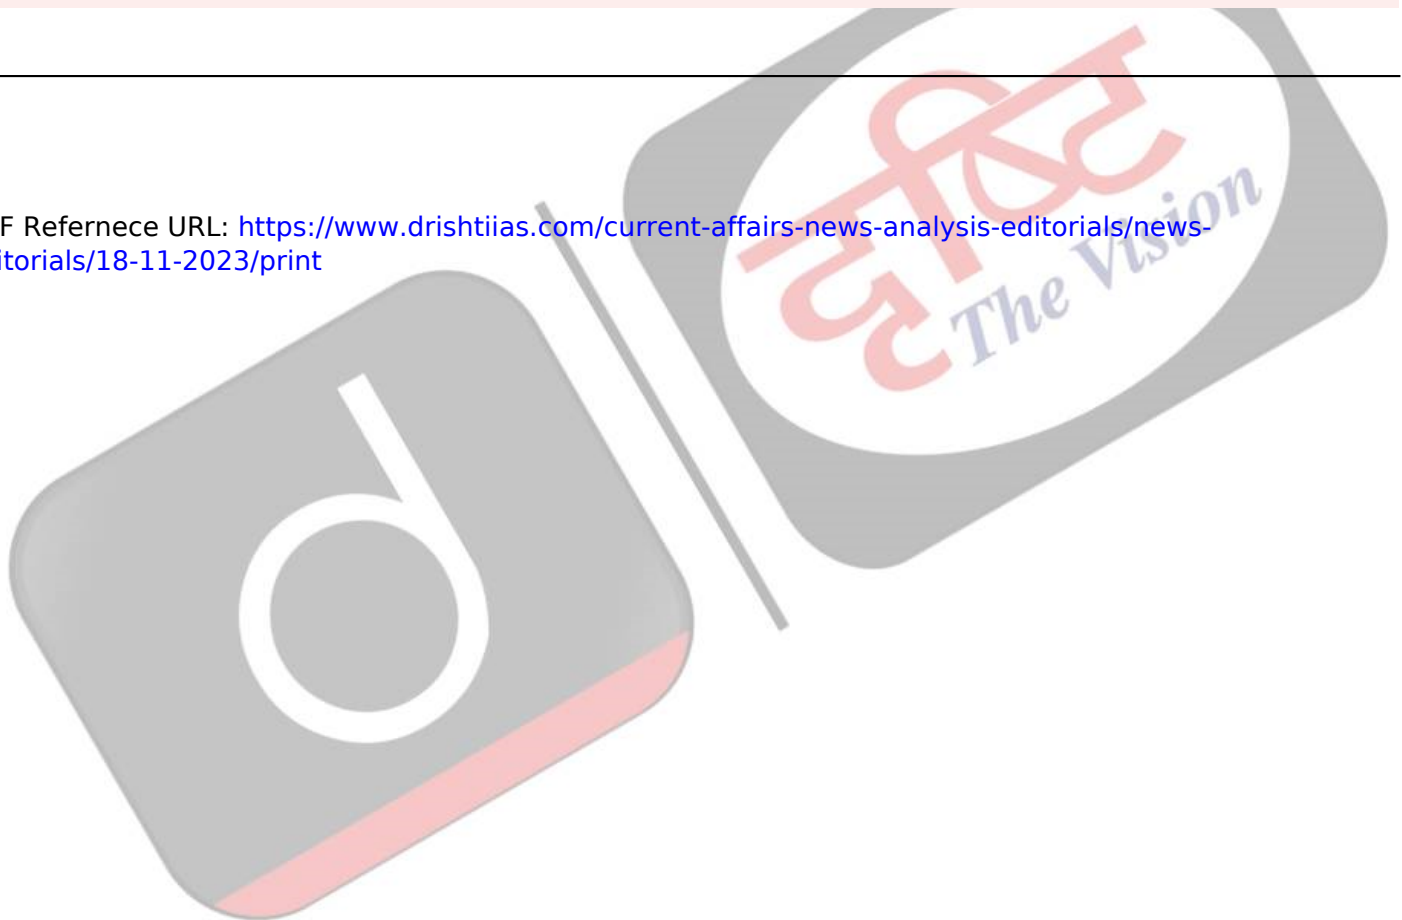 दृष्टि
The Vision
F Refernece URL: https://www.drishtiias.com/current-affairs-news-analysis-editorials/news-
itorials/18-11-2023/print
d